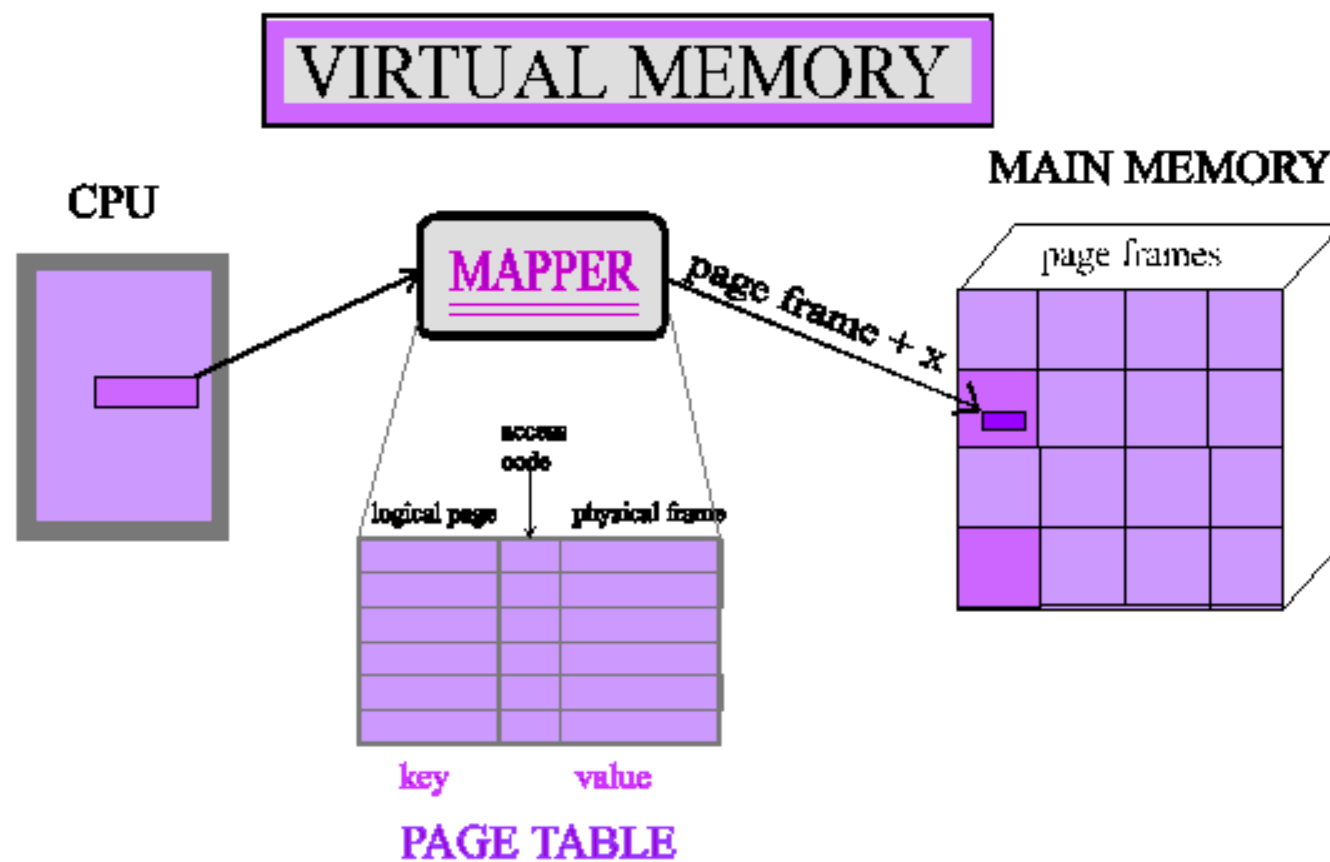 VIRTUAL MEMORY
MAIN MEMORY
CPU
page frames
MAPPER
page frame + x
access
code
logical page
physical frame
key
value
PAGE TABLE